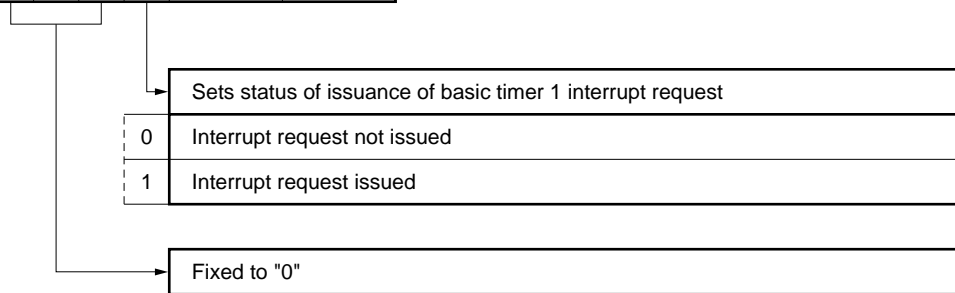 Sets status of issuance of basic timer 1 interrupt request
0 Interrupt request not issued
1 Interrupt request issued
Fixed to "0"